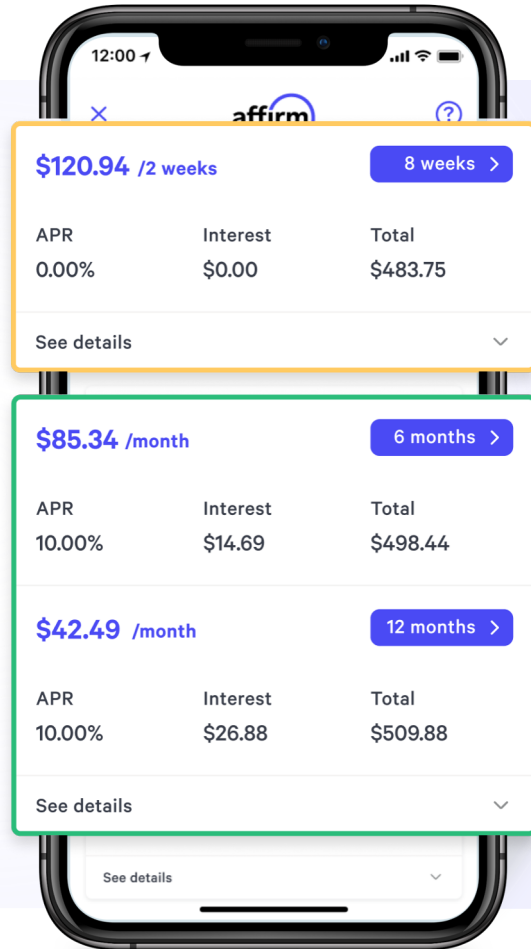 12:00
affirm
$120.94 /2 weeks
8 weeks
APR Interest Total
0.00% $0.00 $483.75
See details
$85.34 /month
6 months
APR Interest Total
10.00% $14.69 $498.44
$42.49 /month
12 months
APR Interest Total
10.00% $26.88 $509.88
See details
See details